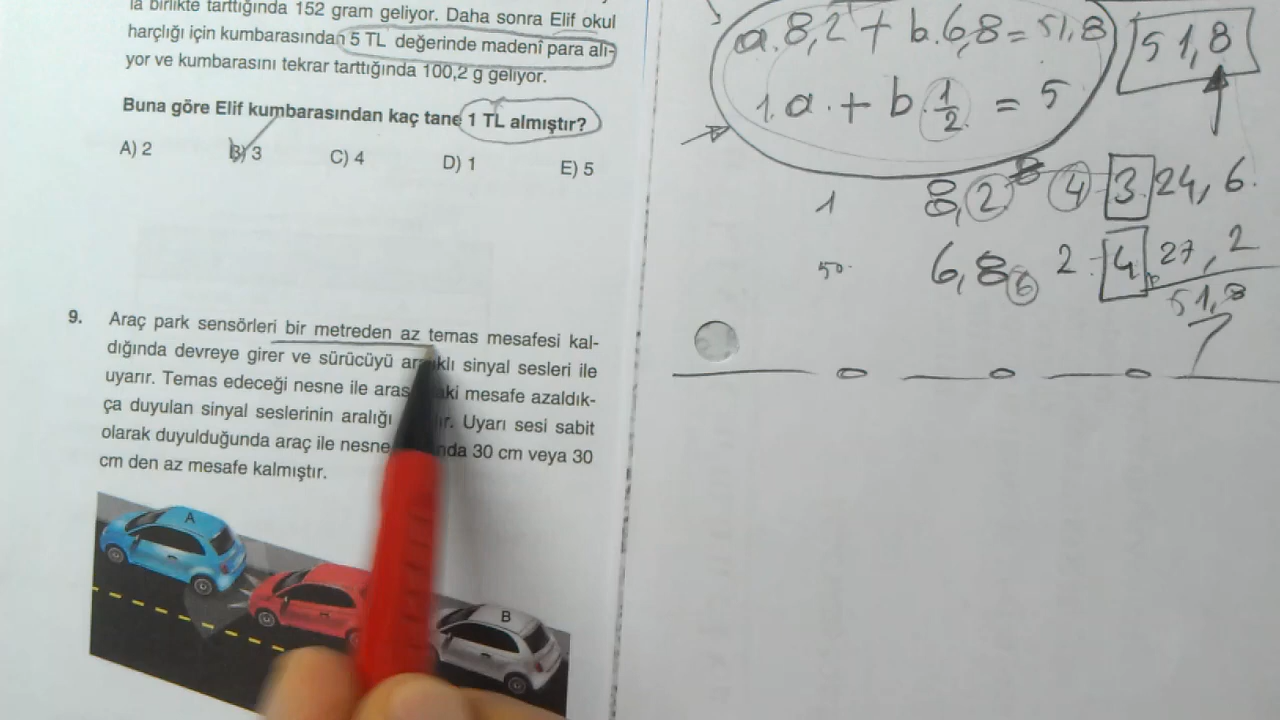 la birlikte tarttığında 152 gram geliyor. Daha sonra Elif okul
harçlığı için kumbarasından 5 TL değerinde madenî para alı-
yor ve kumbarasını tekrar tarttığında 100,2 g geliyor.
Buna göre Elif kumbarasından kaç tane 1 TL almıştır?
A) 2 B) 3 C) 4 D) 1 E) 5
9. Araç park sensörleri bir metreden az temas mesafesi kal-
dığında devreye girer ve sürücüyü klı sinyal sesleri ile
uyarır. Temas edeceği nesne ile aras aki mesafe azaldık-
ça duyulan sinyal seslerinin aralığı ır. Uyarı sesi sabit
olarak duyulduğunda araç ile nesne nda 30 cm veya 30
cm den az mesafe kalmıştır.
A
B
a.8,2 + b.6,8 = 51,8
51,8
1.a. + b.1/2 = 5
1 8,2 4 3 24,6
50 6,8 6 2 4 27,2
51,8